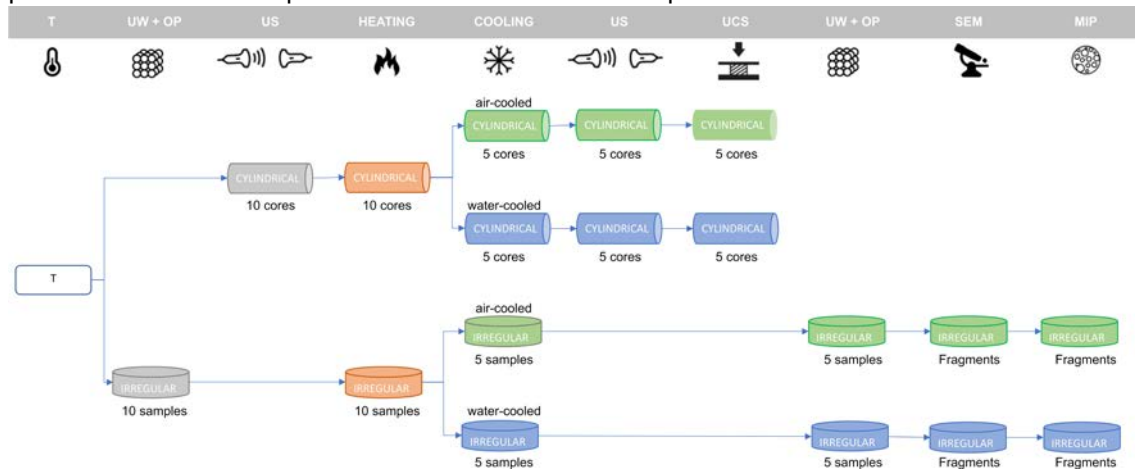 T UW + OP US HEATING COOLING US UCS UW + OP SEM MIP
air-cooled
CYLINDRICAL CYLINDRICAL CYLINDRICAL
5 cores 5 cores 5 cores
CYLINDRICAL CYLINDRICAL
10 cores 10 cores
water-cooled
CYLINDRICAL CYLINDRICAL CYLINDRICAL
5 cores 5 cores 5 cores
T
air-cooled
IRREGULAR IRREGULAR IRREGULAR IRREGULAR
5 samples 5 samples Fragments Fragments
IRREGULAR IRREGULAR
10 samples 10 samples
water-cooled
IRREGULAR IRREGULAR IRREGULAR IRREGULAR
5 samples 5 samples Fragments Fragments